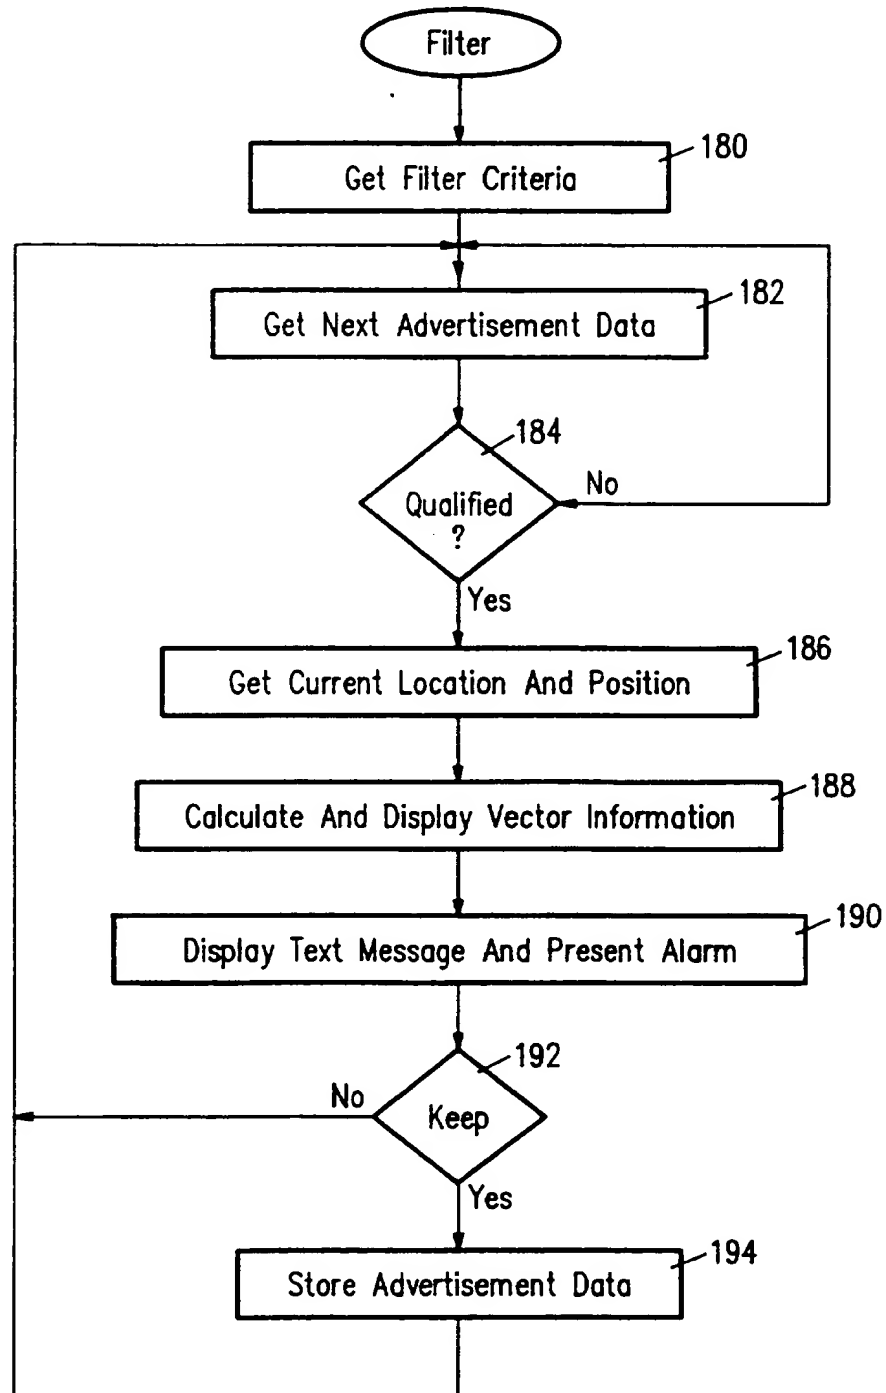 Filter
180
Get Filter Criteria
182
Get Next Advertisement Data
184
Qualified
?
No
Yes
186
Get Current Location And Position
188
Calculate And Display Vector Information
190
Display Text Message And Present Alarm
192
No
Keep
Yes
194
Store Advertisement Data